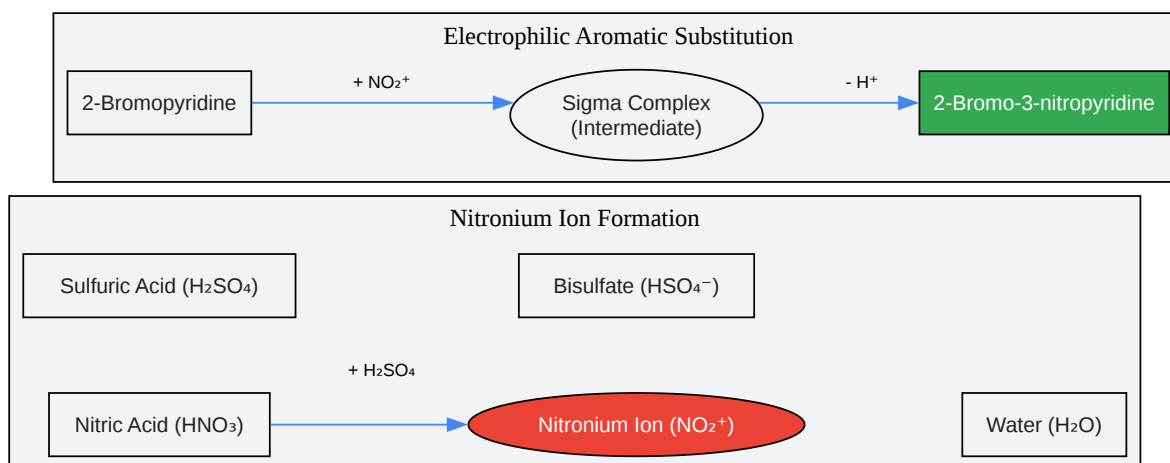 Electrophilic Aromatic Substitution
+ NO₂⁺
- H⁺
2-Bromopyridine
Sigma Complex
(Intermediate)
2-Bromo-3-nitropyridine
Nitronium Ion Formation
Sulfuric Acid (H₂SO₄)
Bisulfate (HSO₄⁻)
+ H₂SO₄
Nitric Acid (HNO₃)
Nitronium Ion (NO₂⁺)
Water (H₂O)